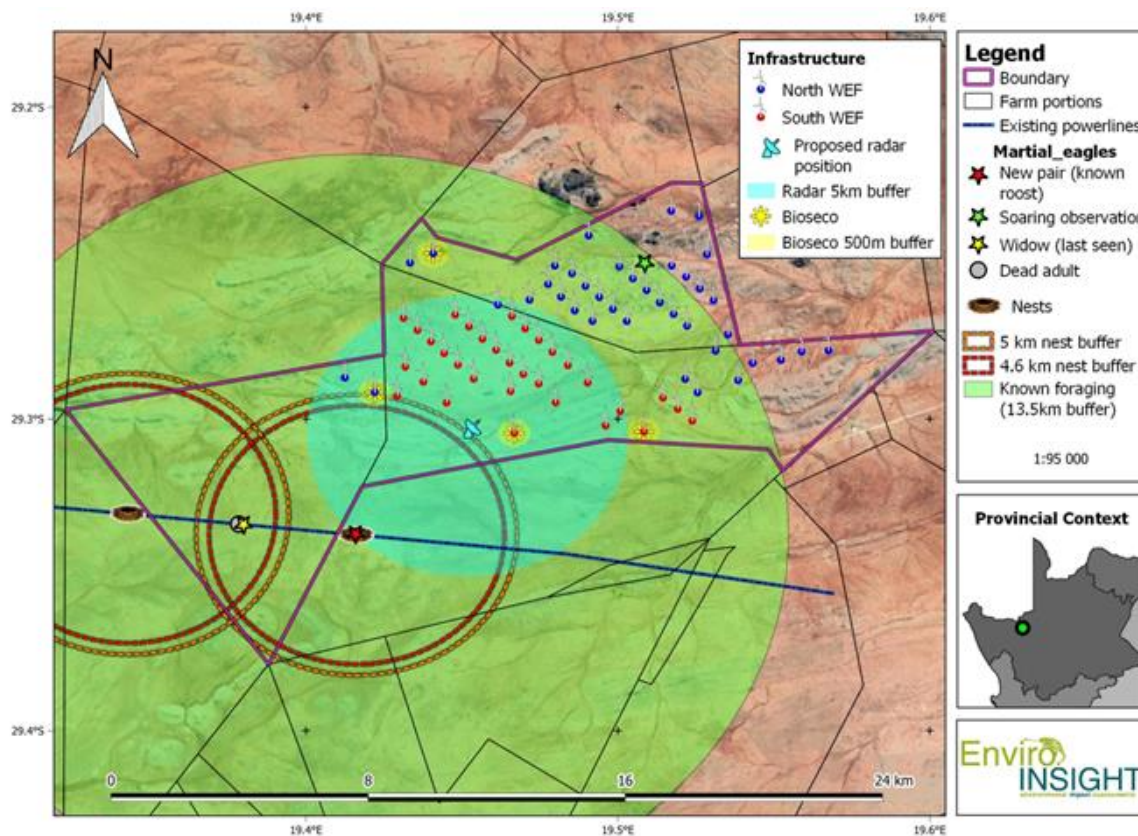 19.4°E
19.5°E
19.6°E
N
29.2°S
29.3°S
29.4°S
Infrastructure
North WEF
South WEF
Proposed radar
position
Radar 5km buffer
Bioseco
Bioseco 500m buffer
0
8
16
24 km
19.4°E
19.5°E
19.6°E
Legend
Boundary
Farm portions
Existing powerlines
Martial_eagles
New pair (known
roost)
Soaring observation
Widow (last seen)
Dead adult
Nests
5 km nest buffer
4.6 km nest buffer
Known foraging
(13.5km buffer)
1:95 000
Provincial Context
Enviro
INSIGHT